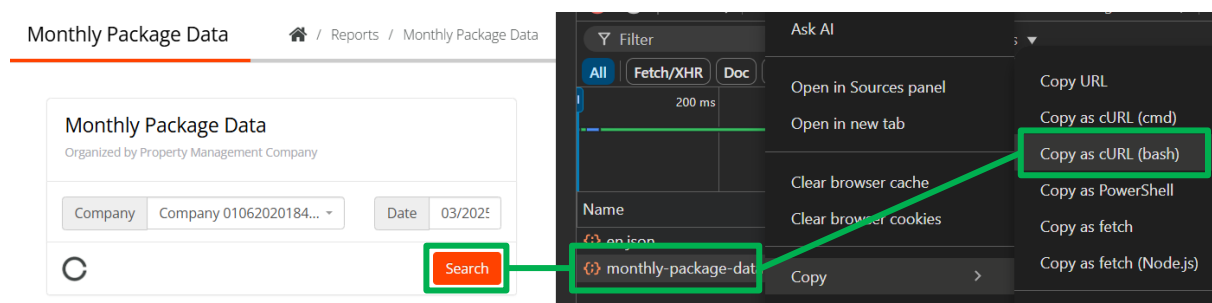 Monthly Package Data
/ Reports / Monthly Package Data
Monthly Package Data
Organized by Property Management Company
Company
Company 01062020184...
Date
03/2025
Search
Filter
All
Fetch/XHR
Doc
200 ms
Name
en.json
monthly-package-dat
Ask AI
Open in Sources panel
Open in new tab
Clear browser cache
Clear browser cookies
Copy
Copy URL
Copy as cURL (cmd)
Copy as cURL (bash)
Copy as PowerShell
Copy as fetch
Copy as fetch (Node.js)